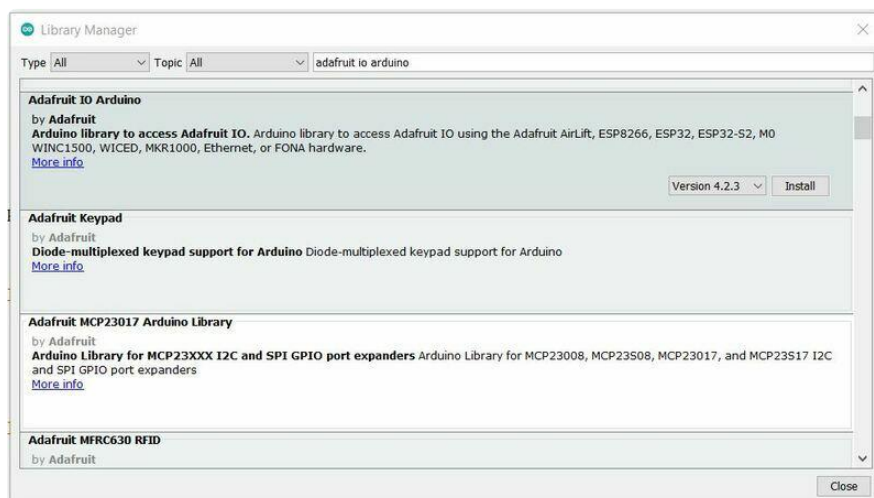 Library Manager
Type All Topic All adafruit io arduino
Adafruit IO Arduino
by Adafruit
Arduino library to access Adafruit IO. Arduino library to access Adafruit IO using the Adafruit AirLift, ESP8266, ESP32, ESP32-S2, M0
WINC1500, WICED, MKR1000, Ethernet, or FONA hardware.
More info
Version 4.2.3 Install
Adafruit Keypad
by Adafruit
Diode-multiplexed keypad support for Arduino Diode-multiplexed keypad support for Arduino
More info
Adafruit MCP23017 Arduino Library
by Adafruit
Arduino Library for MCP23XXX I2C and SPI GPIO port expanders Arduino Library for MCP23008, MCP23S08, MCP23017, and MCP23S17 I2C
and SPI GPIO port expanders
More info
Adafruit MFRC630 RFID
by Adafruit
Close